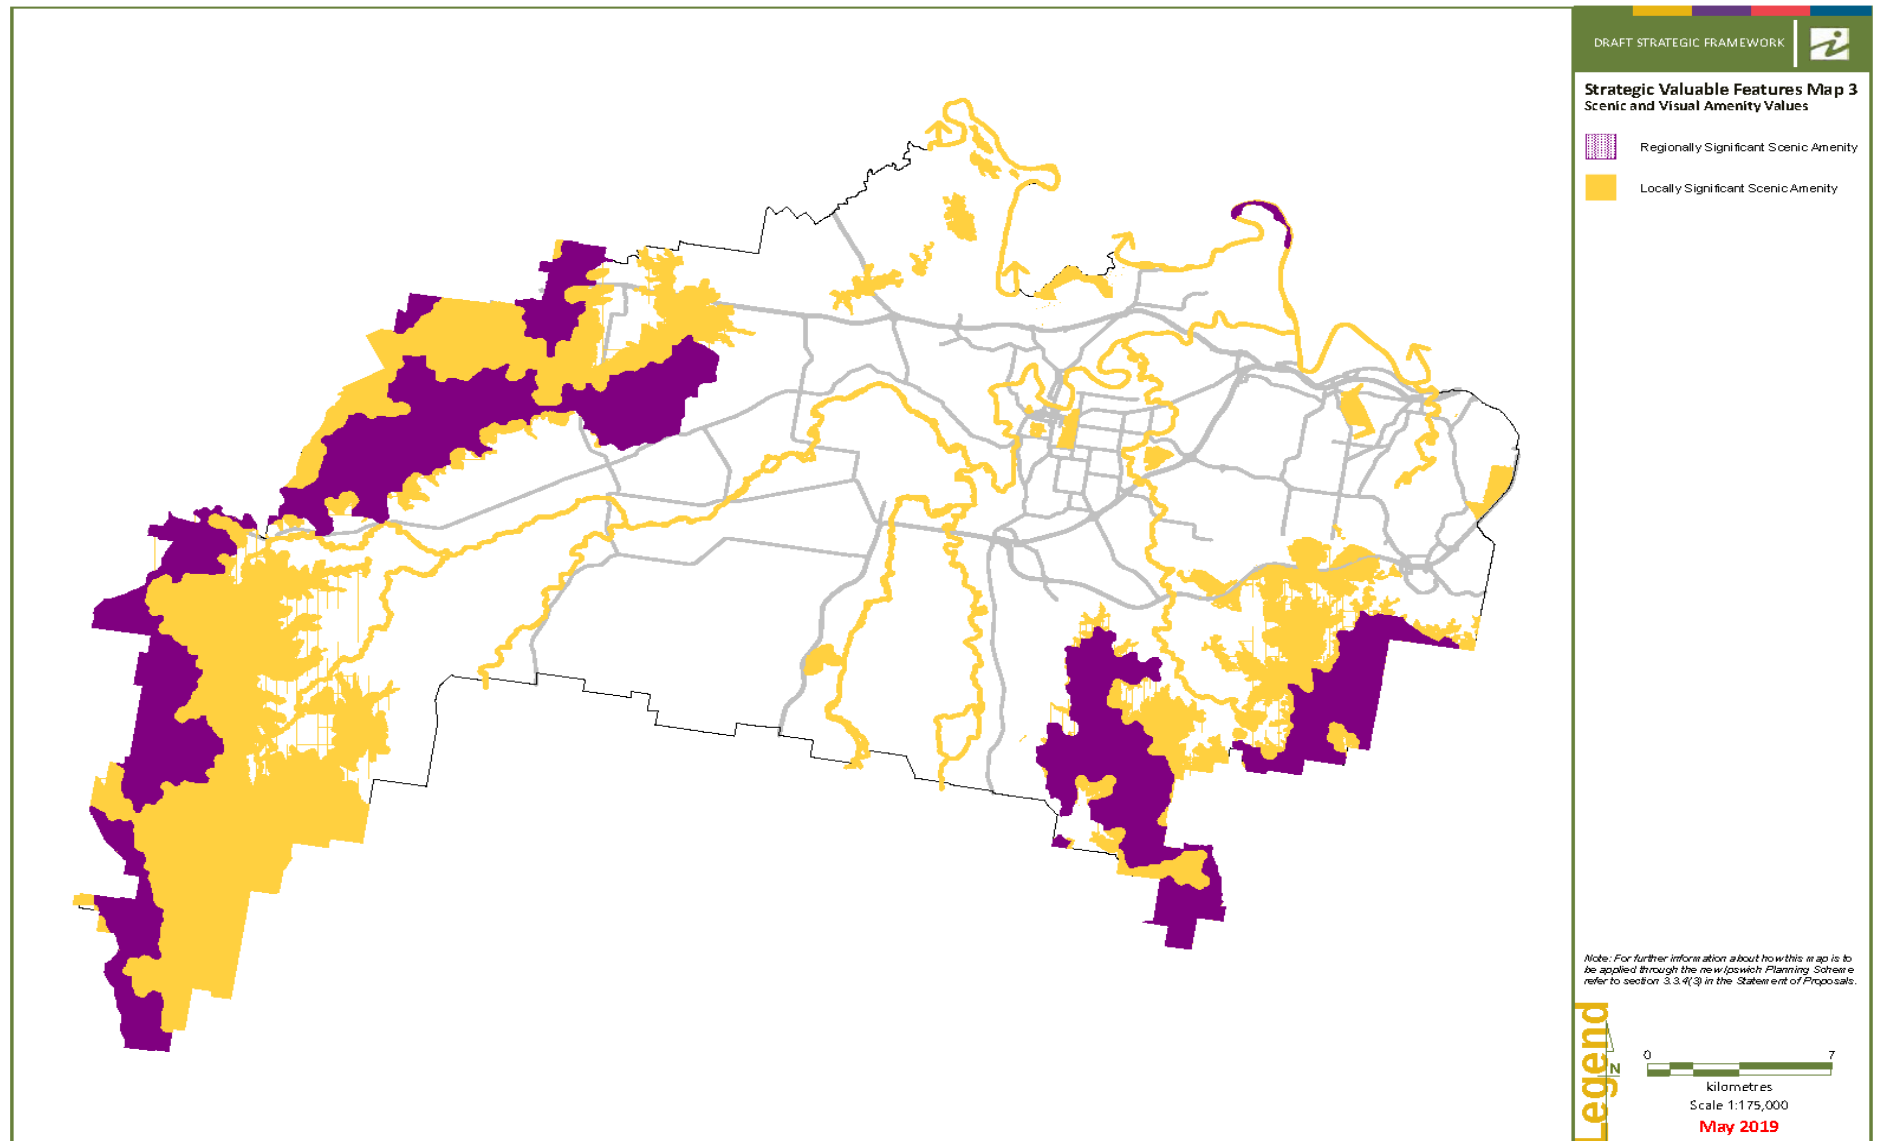 DRAFT STRATEGIC FRAMEWORK
Strategic Valuable Features Map 3
Scenic and Visual Amenity Values
Regionally Significant Scenic Amenity
Locally Significant Scenic Amenity
Note: For further information about how this map is to
be applied through the new Ipswich Planning Scheme
refer to section 3.3.4(3) in the Statement of Proposals.
Legend
N
0 7
kilometres
Scale 1:175,000
May 2019